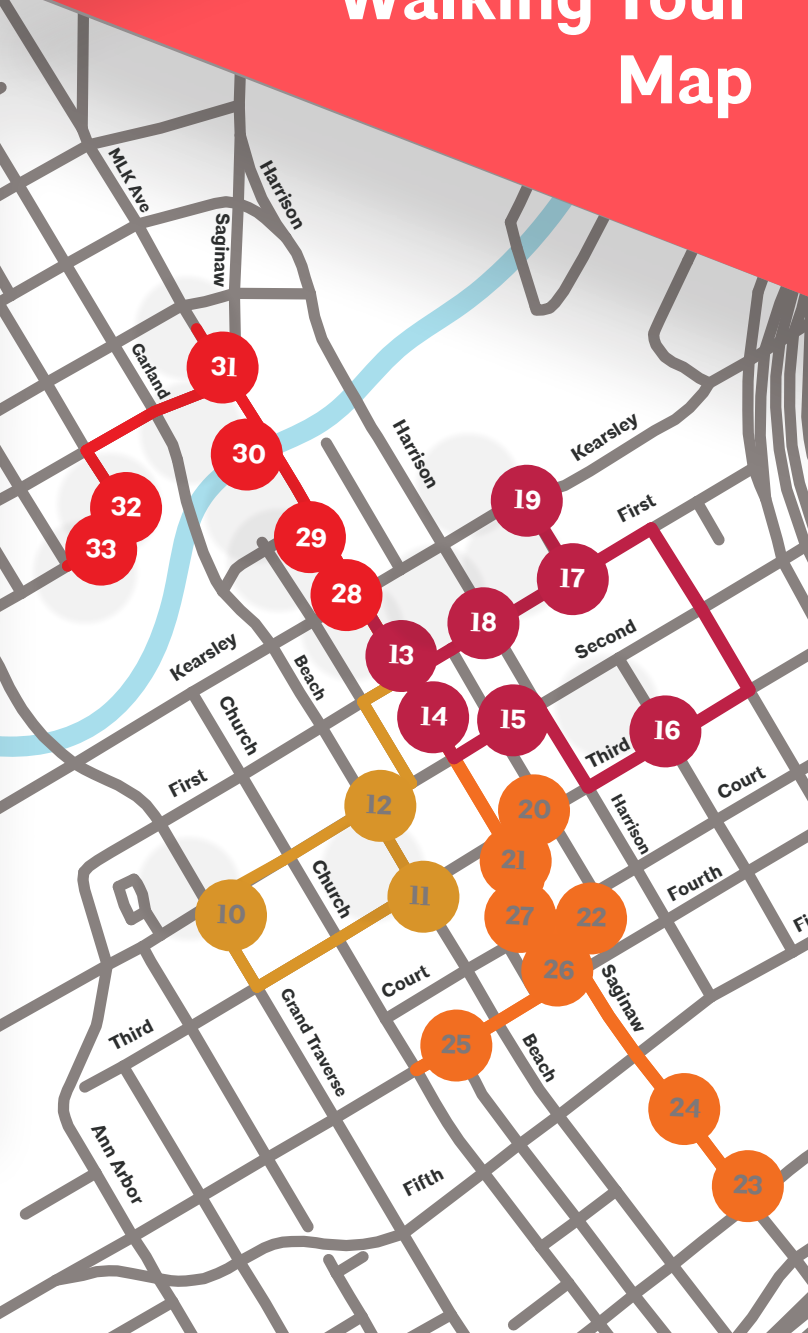 Walking Tour
Map
MLK Ave
Harrison
Saginaw
Garland
31
Harrison
Kearsley
30
32
19
First
29
33
17
28
18
Second
Kearsley
13
Beach
14
15
16
Church
Third
First
Court
12
20
Harrison
21
Church
11
Fourth
10
27
22
Fi
26
Court
Saginaw
Third
Grand Traverse
25
Beach
24
Ann Arbor
Fifth
23